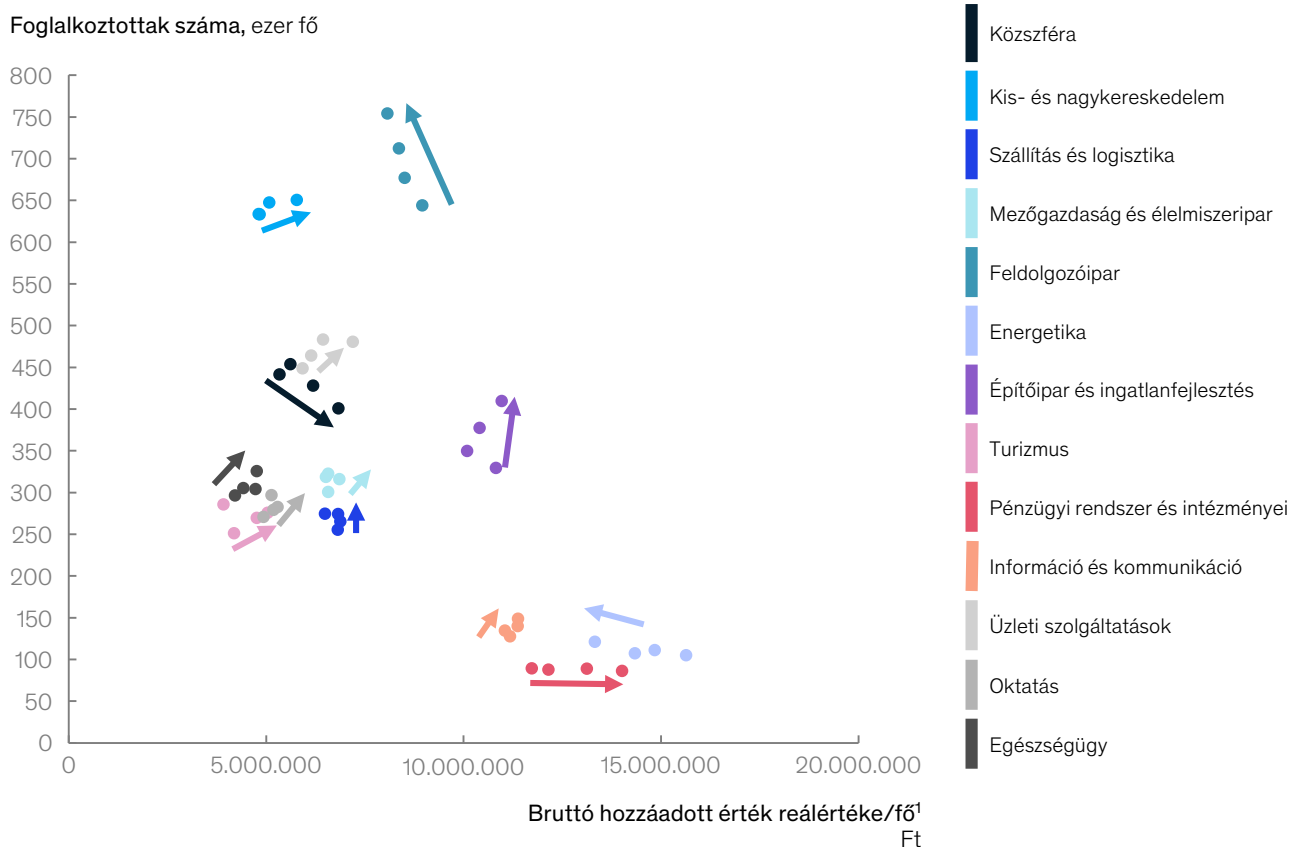 Foglalkoztottak száma, ezer fő
800
750
700
650
600
550
500
450
400
350
300
250
200
150
100
50
0
0
5.000.000
10.000.000
15.000.000
20.000.000
Bruttó hozzáadott érték reálértéke/fő¹
Ft
Közszféra
Kis- és nagykereskedelem
Szállítás és logisztika
Mezőgazdaság és élelmiszeripar
Feldolgozóipar
Energetika
Építőipar és ingatlanfejlesztés
Turizmus
Pénzügyi rendszer és intézményei
Információ és kommunikáció
Üzleti szolgáltatások
Oktatás
Egészségügy